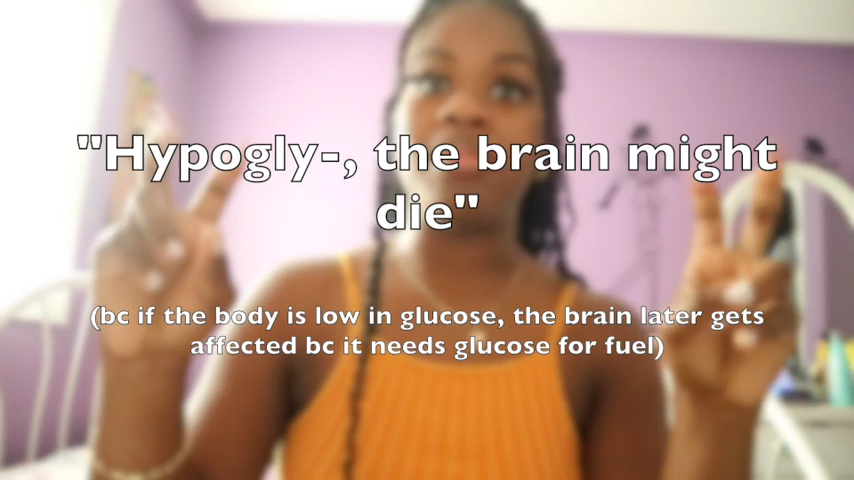 "Hypogly-, the brain might
die"
(bc if the body is low in glucose, the brain later gets
affected bc it needs glucose for fuel)